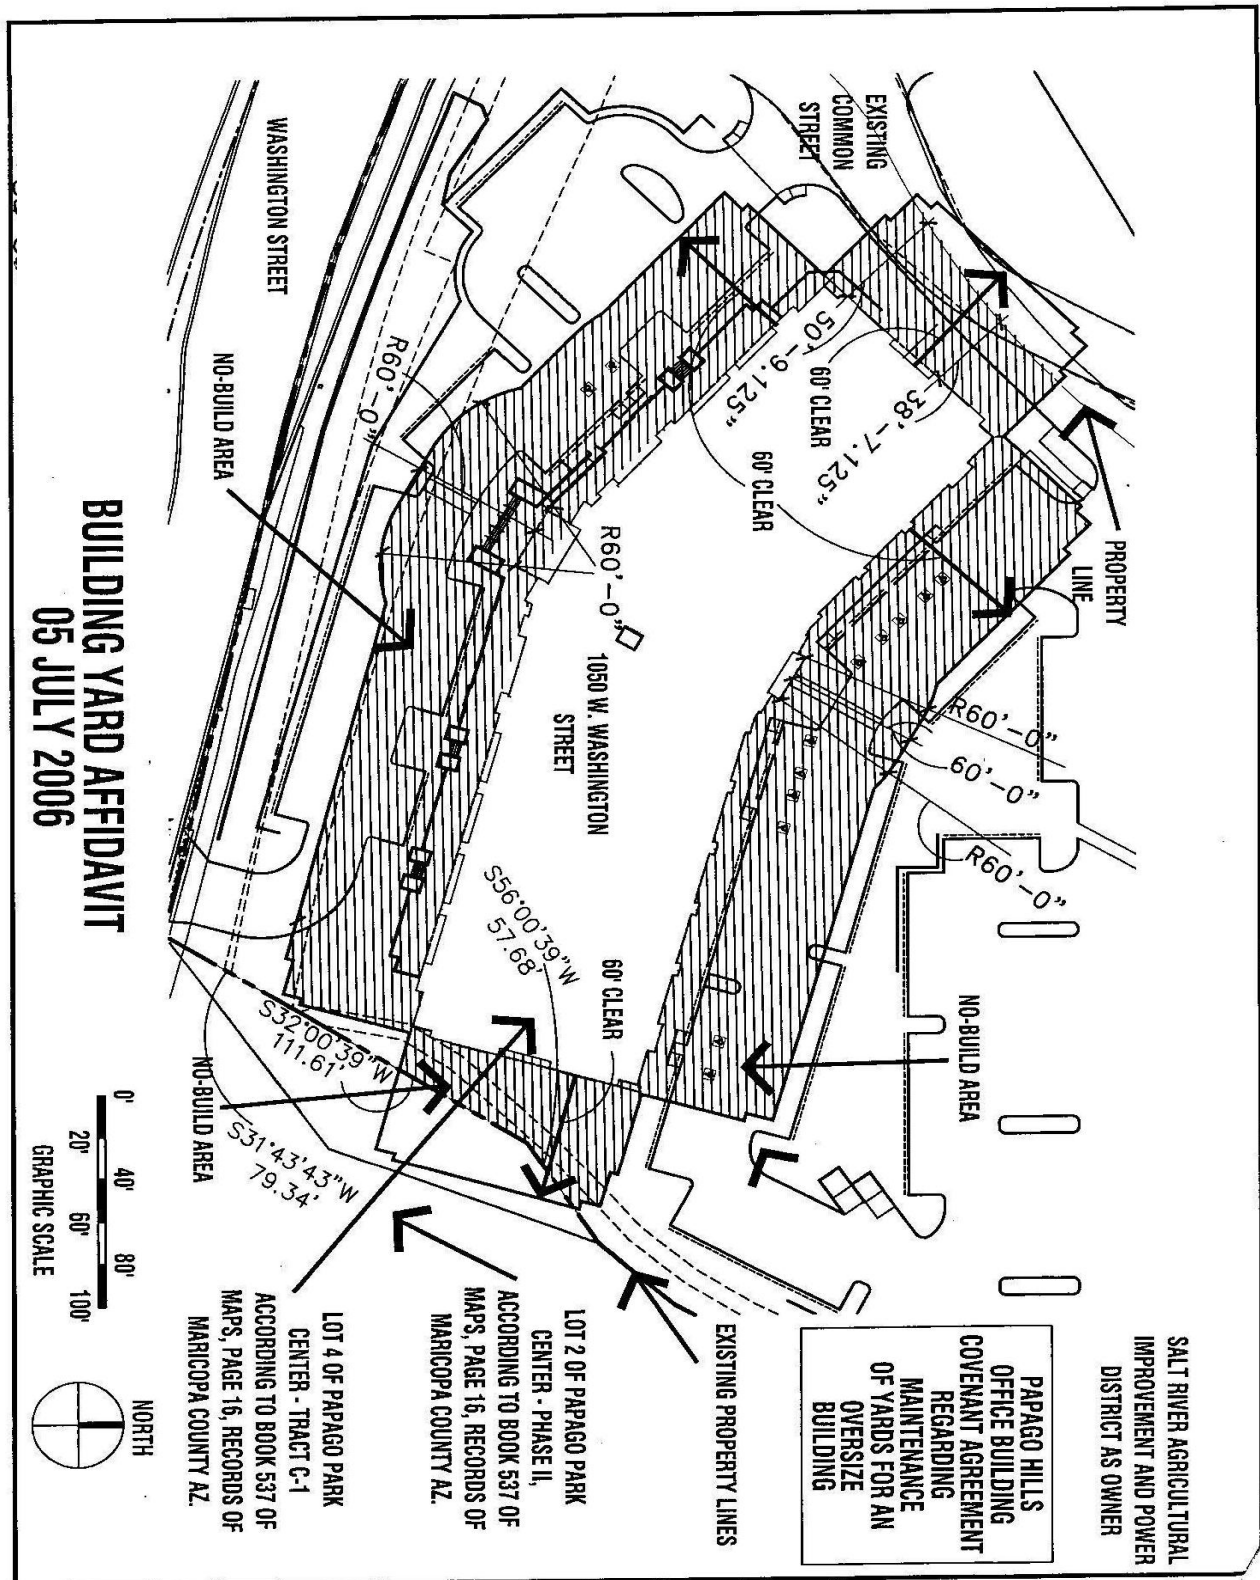 SALT RIVER AGRICULTURAL
IMPROVEMENT AND POWER
DISTRICT AS OWNER
PAPAGO HILLS
OFFICE BUILDING
COVENANT AGREEMENT
REGARDING
MAINTENANCE
OF YARDS FOR AN
OVERSIZE
BUILDING
EXISTING PROPERTY LINES
LOT 2 OF PAPAGO PARK
CENTER - PHASE II,
ACCORDING TO BOOK 537 OF
MAPS, PAGE 16, RECORDS OF
MARICOPA COUNTY AZ.
LOT 4 OF PAPAGO PARK
CENTER - TRACT C-1
ACCORDING TO BOOK 537 OF
MAPS, PAGE 16, RECORDS OF
MARICOPA COUNTY AZ.
NORTH
EXISTING
COMMON
STREET
PROPERTY
LINE
38'-7.125"
60' CLEAR
50'-9.125"
60' CLEAR
R60'-0"
60'-0"
R60'-0"
NO-BUILD AREA
R60'-0"
1050 W. WASHINGTON
STREET
S56°00'39"W
57.68'
60' CLEAR
R60'-0"
WASHINGTON STREET
NO-BUILD AREA
S32°00'39"W
111.61'
NO-BUILD AREA
S31°43'43"W
79.34'
0' 20' 40' 60' 80' 100'
GRAPHIC SCALE
BUILDING YARD AFFIDAVIT
05 JULY 2006